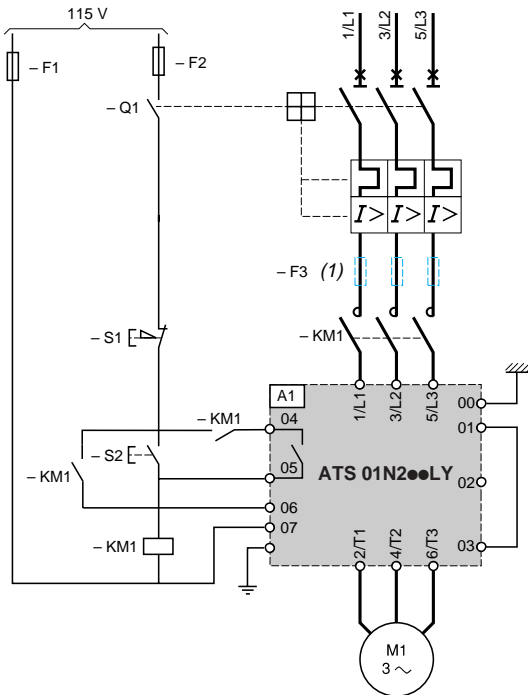 115 V
1/L1
3/L2
5/L3
– F1
– F2
– Q1
I>
I>
I>
– F3 (1)
– S1
– KM1
A1
1/L1
3/L2
5/L3
00
01
– KM1
04
– S2
05
ATS 01N2●●LY
02
– KM1
06
07
03
– KM1
2/T1
4/T2
6/T3
M1
3 ~